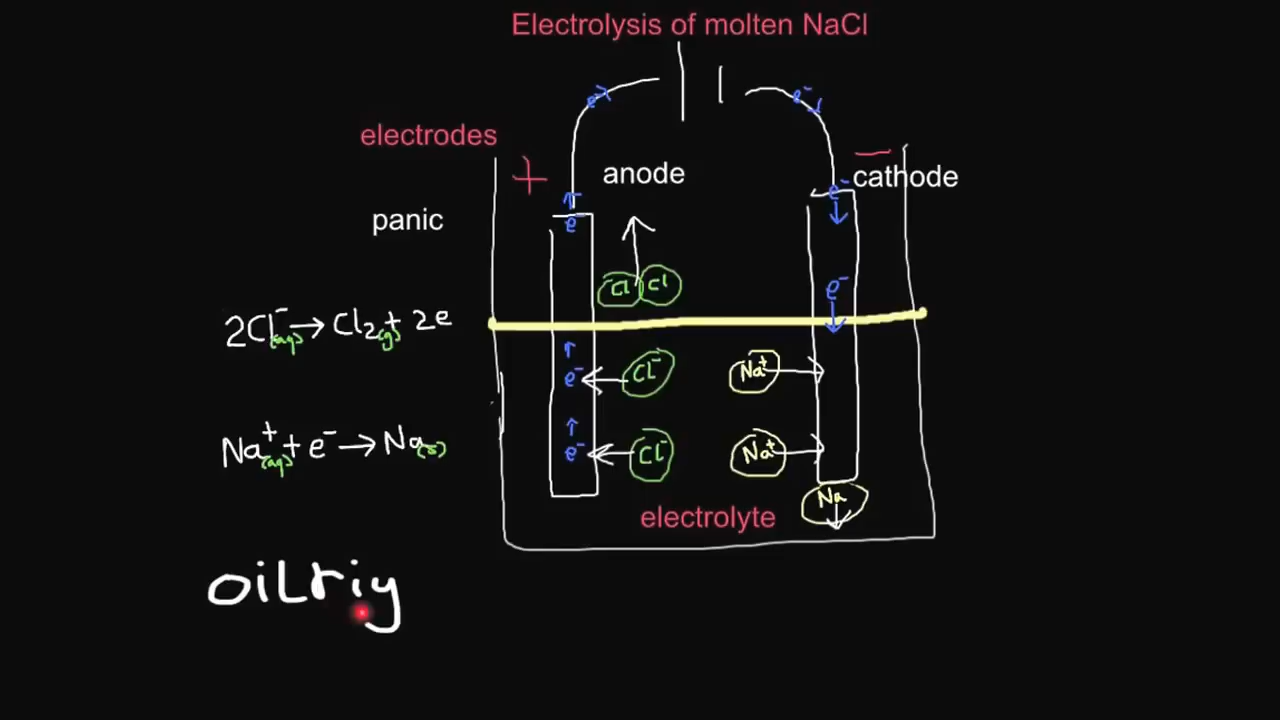 Electrolysis of molten NaCl
e⁻ e⁻
electrodes
+ anode − cathode
e⁻ e⁻
panic
Cl Cl e⁻
2Cl⁻(aq) → Cl₂(g) + 2e
e⁻ Cl⁻ Na⁺
Na⁺(aq) + e⁻ → Na(s)
e⁻ Cl⁻ Na⁺
Na
electrolyte
oilriy